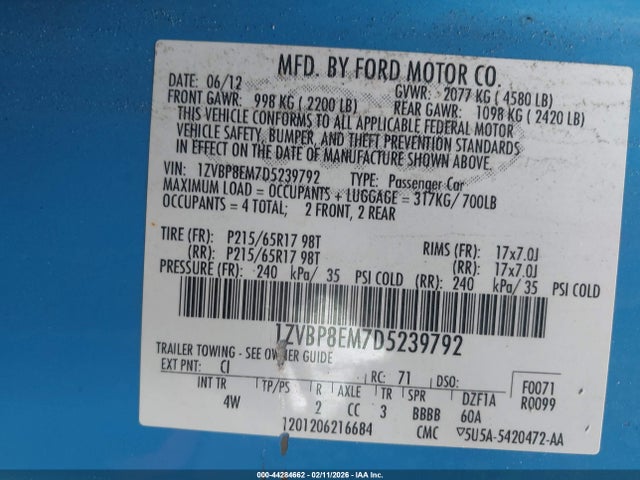 MFD. BY FORD MOTOR CO.
DATE: 06/12 GVWR: 2077 KG ( 4580 LB)
FRONT GAWR: 998 KG ( 2200 LB) REAR GAWR: 1098 KG ( 2420 LB)
THIS VEHICLE CONFORMS TO ALL APPLICABLE FEDERAL MOTOR
VEHICLE SAFETY, BUMPER, AND THEFT PREVENTION STANDARDS
IN EFFECT ON THE DATE OF MANUFACTURE SHOWN ABOVE.
VIN: 1ZVBP8EM7D5239792 TYPE: Passenger Car
MAXIMUM LOAD = OCCUPANTS + LUGGAGE = 317KG/ 700LB
OCCUPANTS = 4 TOTAL; 2 FRONT, 2 REAR
TIRE (FR): P215/65R17 98T RIMS (FR): 17x7.0J
(RR): P215/65R17 98T (RR): 17x7.0J
PRESSURE (FR): 240 kPa/ 35 PSI COLD (RR): 240 kPa/ 35 PSI COLD
1ZVBP8EM7D5239792
TRAILER TOWING - SEE OWNER GUIDE
EXT PNT: CI RC: 71 DSO: F0071
INT TR TP/PS R AXLE TR SPR DZF1A R0099
4W 2 CC 3 BBBB 60A
1201206216684 CMC 5U5A-5420472-AA
000-44284662 - 02/11/2026 - IAA Inc.